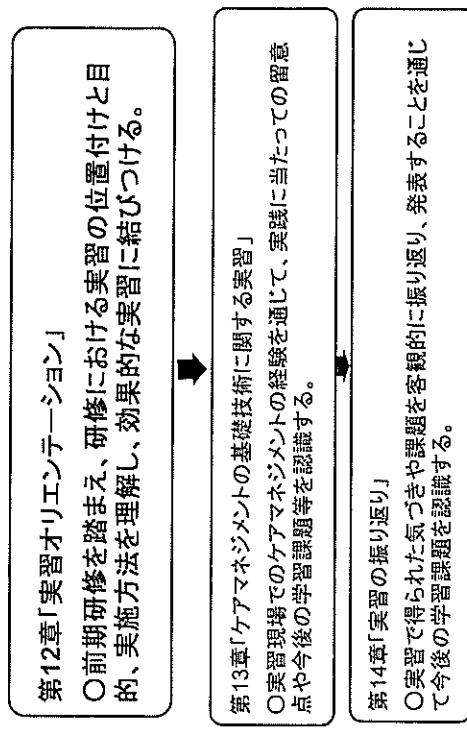 第12章「実習オリエンテーション」
○前期研修を踏まえ、研修における実習の位置付けと目
的、実施方法を理解し、効果的な実習に結びつける。
第13章「ケアマネジメントの基礎技術に関する実習」
○実習現場でのケアマネジメントの経験を通じて、実践に当たっての留意
点や今後の学習課題等を認識する。
第14章「実習の振り返り」
○実習で得られた気づきや課題を客観的に振り返り、発表することを通じ
て今後の学習課題を認識する。